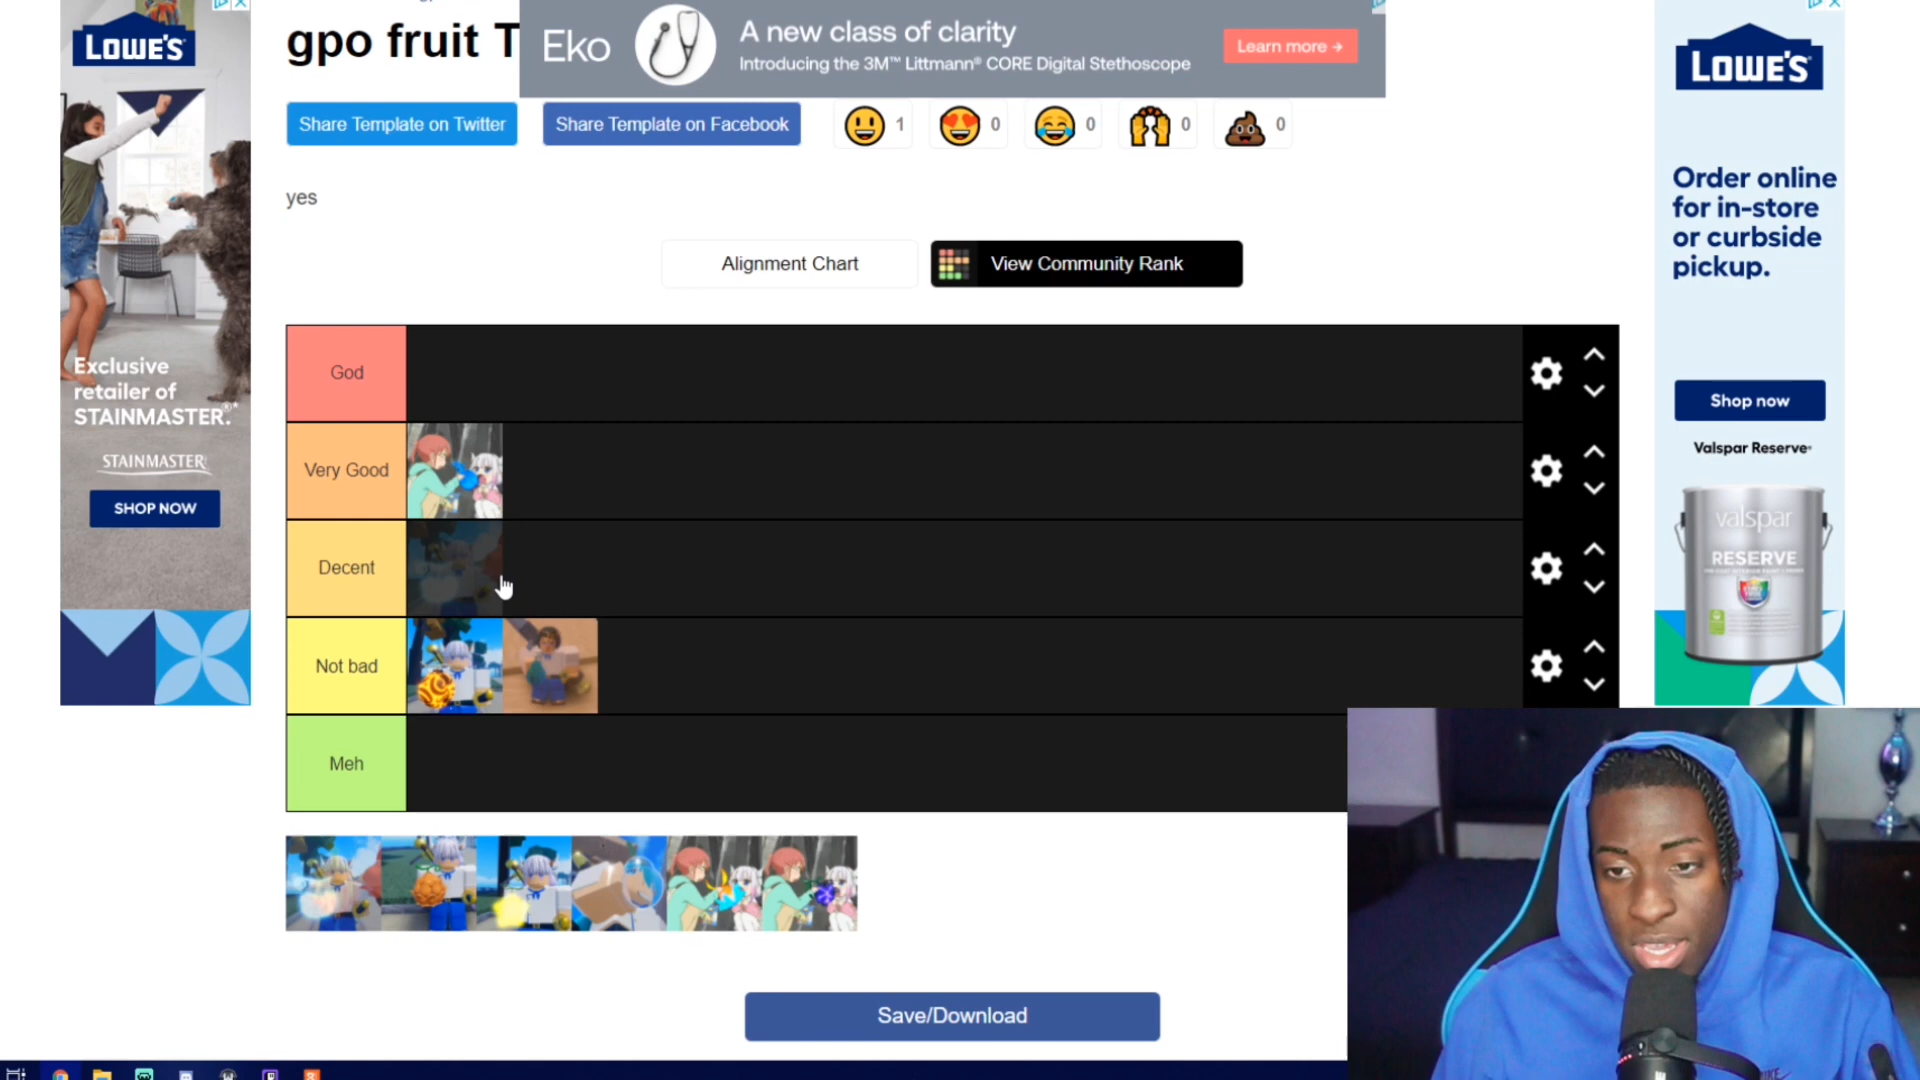 LOWE'S
Exclusive
retailer of
STAINMASTER.®*
STAINMASTER
SHOP NOW
gpo fruit T
Eko
A new class of clarity
Introducing the 3M™ Littmann® CORE Digital Stethoscope
Learn more →
Share Template on Twitter
Share Template on Facebook
1
0
0
0
0
yes
Alignment Chart
View Community Rank
God
Very Good
Decent
Not bad
Meh
Save/Download
LOWE'S
Order online
for in-store
or curbside
pickup.
Shop now
Valspar Reserve®
valspar
RESERVE